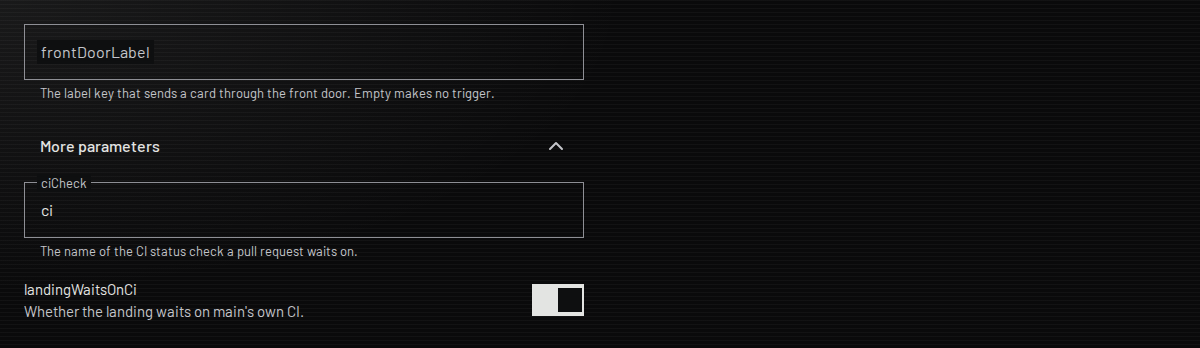 frontDoorLabel
The label key that sends a card through the front door. Empty makes no trigger.
More parameters
ciCheck
ci
The name of the CI status check a pull request waits on.
landingWaitsOnCi
Whether the landing waits on main's own CI.